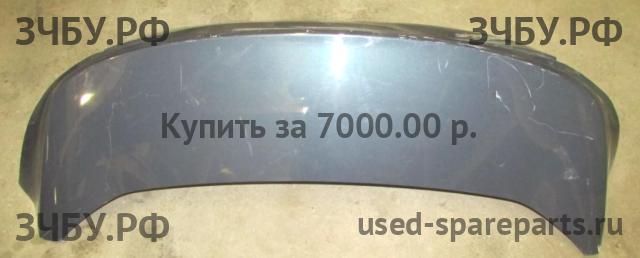 ЗЧБУ.РФ
ЗЧБУ.РФ
Купить за 7000.00 р.
ЗЧБУ.РФ
used-spareparts.ru